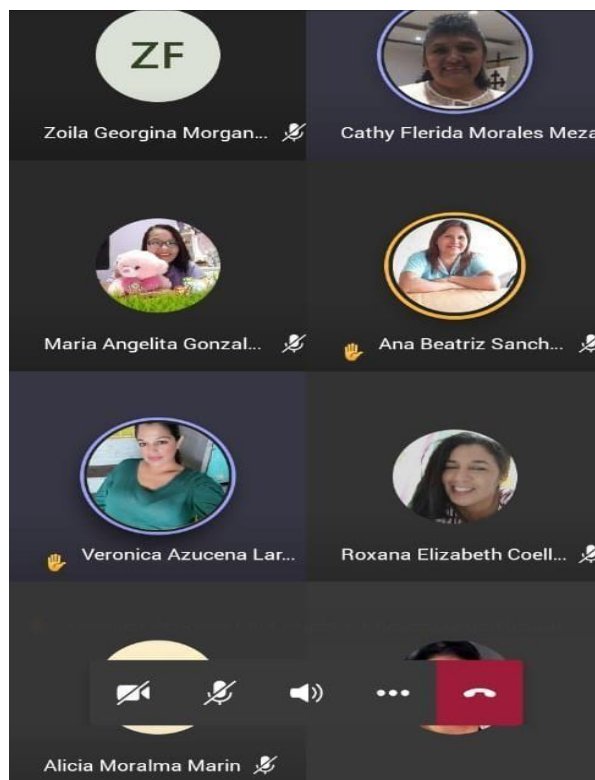 ZF
Zoila Georgina Morgan...
Cathy Flerida Morales Meza
Maria Angelita Gonzal...
Ana Beatriz Sanch...
Veronica Azucena Lar...
Roxana Elizabeth Coell...
Alicia Moralma Marin